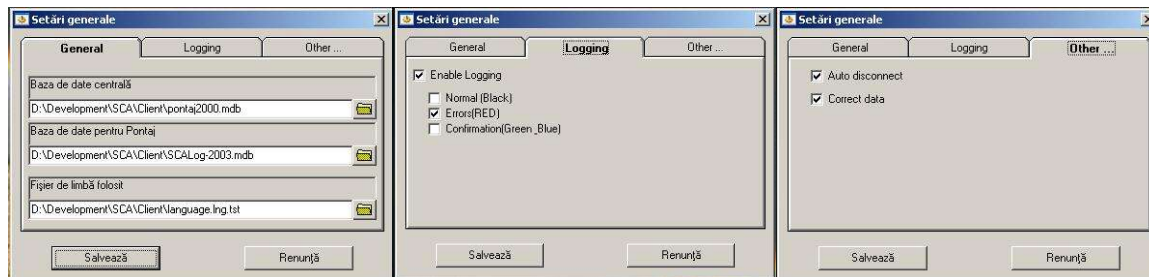 Setări generale
General Logging Other ...
Baza de date centrală
D:\Development\SCA\Client\pontaj2000.mdb
Baza de date pentru Pontaj
D:\Development\SCA\Client\SCALog-2003.mdb
Fişier de limbă folosit
D:\Development\SCA\Client\language.lng.tst
Salvează Renunţă
Setări generale
General Logging Other ...
Enable Logging
Normal (Black)
Errors(RED)
Confirmation(Green_Blue)
Salvează Renunţă
Setări generale
General Logging Other ...
Auto disconnect
Correct data
Salvează Renunţă